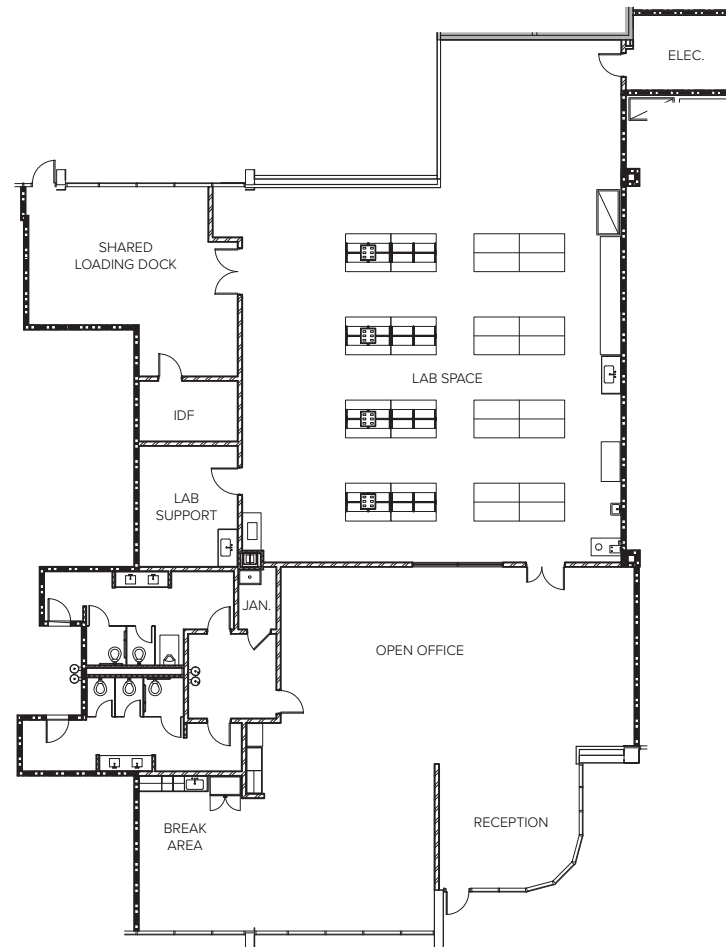 ELEC.
SHARED
LOADING DOCK
LAB SPACE
IDF
LAB
SUPPORT
JAN.
OPEN OFFICE
RECEPTION
BREAK
AREA